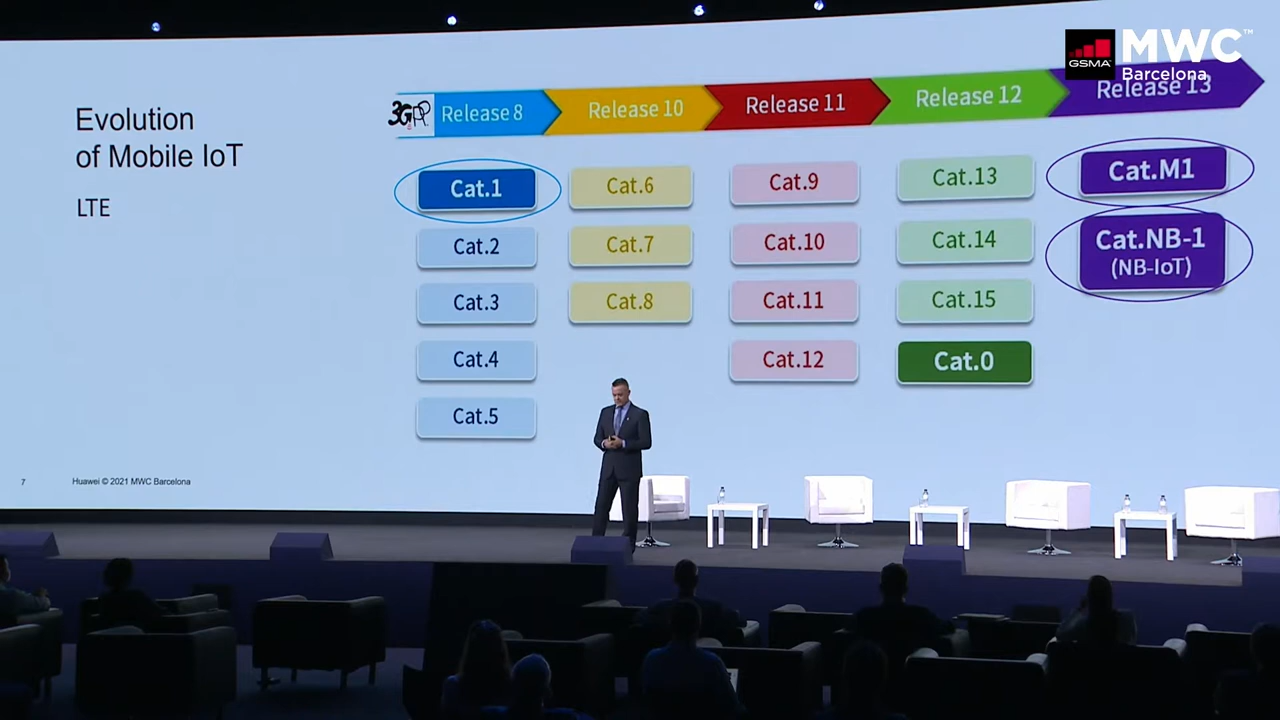 GSMA
MWC™
Barcelona
Evolution
of Mobile IoT
LTE
3GPP
Release 8
Release 10
Release 11
Release 12
Release 13
Cat.1
Cat.2
Cat.3
Cat.4
Cat.5
Cat.6
Cat.7
Cat.8
Cat.9
Cat.10
Cat.11
Cat.12
Cat.13
Cat.14
Cat.15
Cat.0
Cat.M1
Cat.NB-1
(NB-IoT)
7
Huawei © 2021 MWC Barcelona